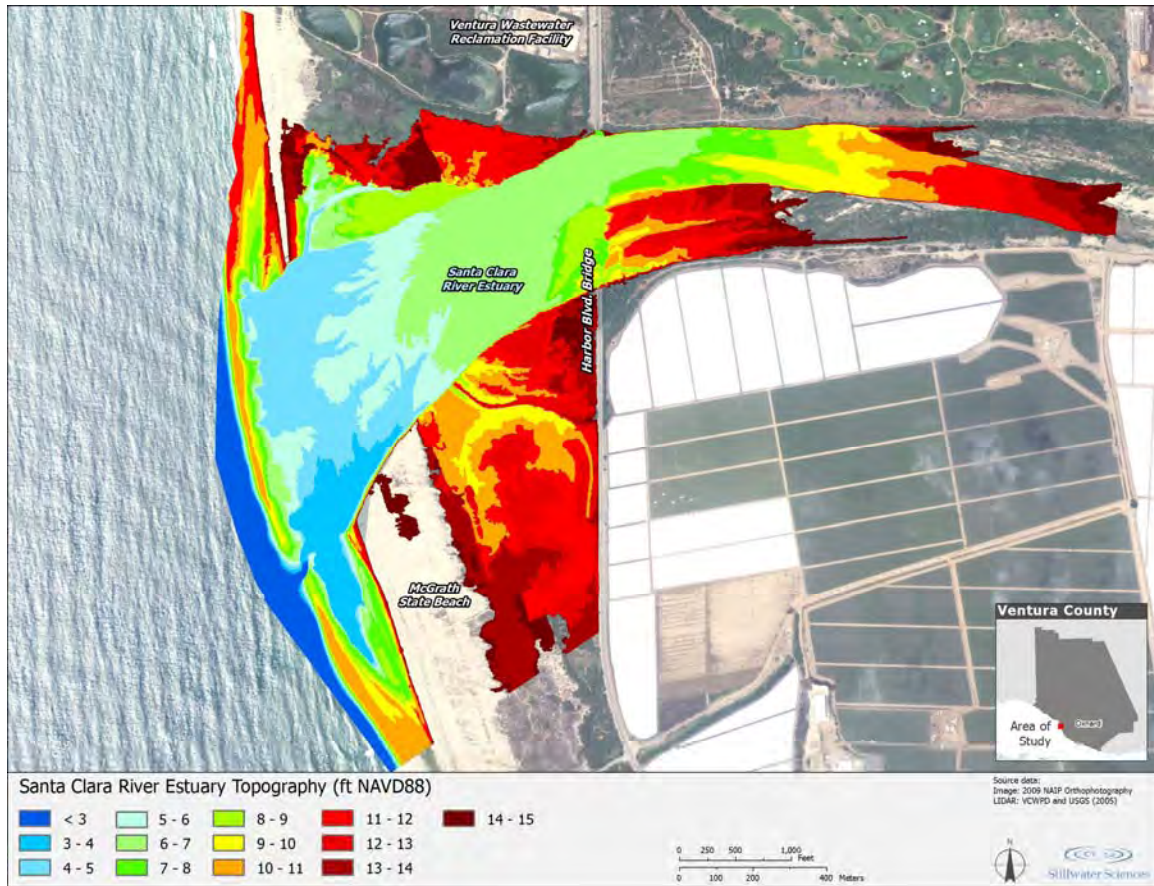 Ventura Wastewater
Reclamation Facility
Santa Clara
River Estuary
Harbor Blvd. Bridge
McGrath
State Beach
Ventura County
Oxnard
Area of
Study
Santa Clara River Estuary Topography (ft NAVD88)
< 3
3 - 4
4 - 5
5 - 6
6 - 7
7 - 8
8 - 9
9 - 10
10 - 11
11 - 12
12 - 13
13 - 14
14 - 15
0 250 500 1,000
Feet
0 100 200 400
Meters
Source data:
Image: 2009 NAIP Orthophotography
LIDAR: VCWPD and USGS (2005)
N
Stillwater Sciences